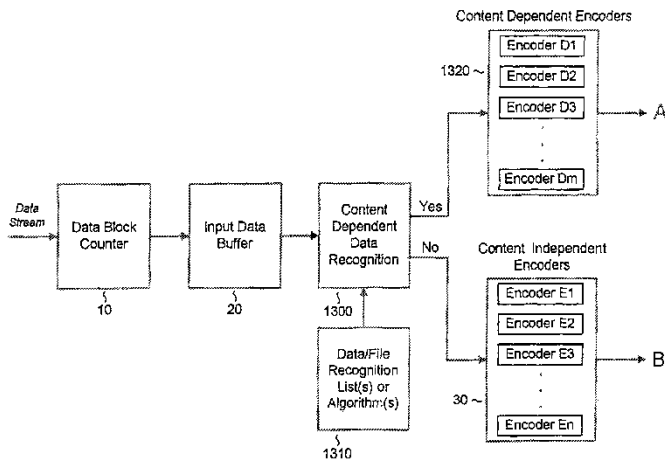 Content Dependent Encoders
Encoder D1
1320
Encoder D2
Encoder D3
A
Encoder Dm
Data
Stream
Data Block
Counter
10
Input Data
Buffer
20
Content
Dependent
Data
Recognition
1300
Yes
No
Content Independent
Encoders
Encoder E1
Encoder E2
Encoder E3
B
30
Encoder En
Data/File
Recognition
List(s) or
Algorithm(s)
1310